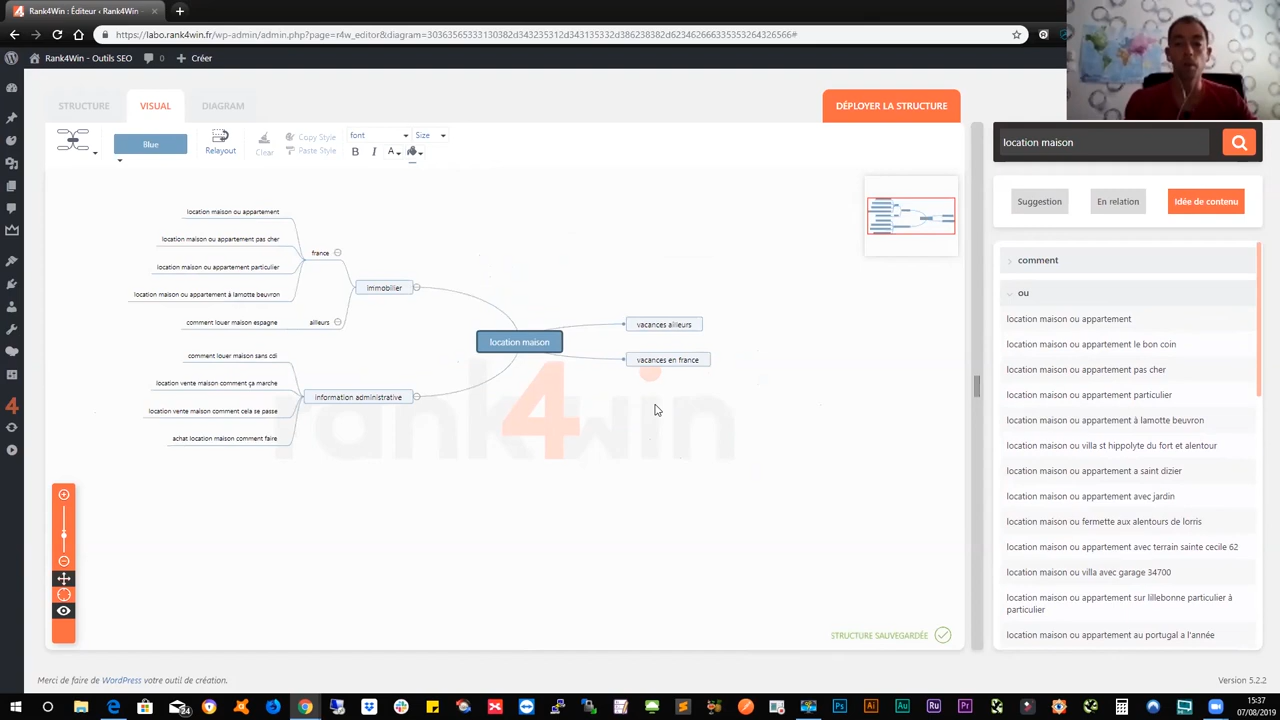 Rank4Win : Éditeur ‹ Rank4Win -
https://labo.rank4win.fr/wp-admin/admin.php?page=r4w_editor&diagram=30363565333130382d343235312d343135332d386238382d623462666335353264326566#
Rank4Win - Outils SEO
0
Créer
STRUCTURE
VISUAL
DIAGRAM
DÉPLOYER LA STRUCTURE
Blue
Relayout
Clear
Copy Style
Paste Style
font
Size
B
I
A
location maison
Suggestion
En relation
Idée de contenu
comment
ou
location maison ou appartement
location maison ou appartement le bon coin
location maison ou appartement pas cher
location maison ou appartement particulier
location maison ou appartement à lamotte beuvron
location maison ou villa st hippolyte du fort et alentour
location maison ou appartement a saint dizier
location maison ou appartement avec jardin
location maison ou fermette aux alentours de lorris
location maison ou appartement avec terrain sainte cecile 62
location maison ou villa avec garage 34700
location maison ou appartement sur lillebonne particulier à
particulier
location maison ou appartement au portugal a l'année
location maison ou appartement
location maison ou appartement pas cher
location maison ou appartement particulier
location maison ou appartement à lamotte beuvron
france
immobilier
comment louer maison espagne
ailleurs
comment louer maison sans cdi
location vente maison comment ça marche
location vente maison comment cela se passe
achat location maison comment faire
information administrative
location maison
vacances ailleurs
vacances en france
rank4win
STRUCTURE SAUVEGARDÉE
Merci de faire de WordPress votre outil de création.
Version 5.2.2
24
Ps
Ai
Au
Ru
Pr
15:37
07/08/2019